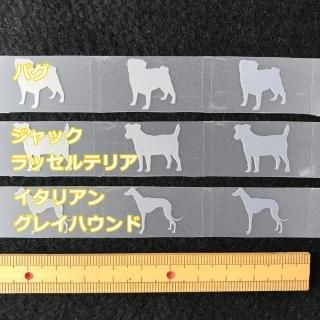 パグ
ジャック
ラッセルテリア
イタリアン
グレイハウンド